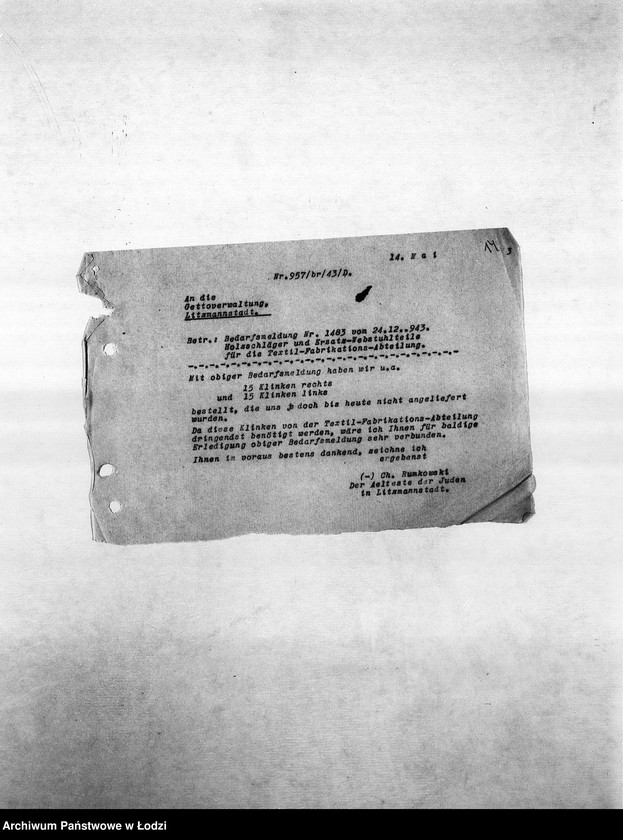 14. M a i
14 3
Nr.957/br/43/D.
An die
Gettoverwaltung,
Litzmannstadt.
Betr.: Bedarfsmeldung Nr. 1483 vom 24.12..943.
Holzschläger und Ersatz-Webstuhlteile
für die Textil-Fabrikations-Abteilung.
-.-.-.-.-.-.-.-.-.-.-.-.-.-.-.-.-.-.-.-.-.-.-.-
Mit obiger Bedarfsmeldung haben wir u.a.
15 Klinken rechts
und 15 Klinken links
bestellt, die uns jedoch bis heute nicht angeliefert
wurden.
Da diese Klinken von der Textil-Fabrikations-Abteilung
dringendst benötigt werden, wäre ich Ihnen für baldige
Erledigung obiger Bedarfsmeldung sehr verbunden.
Ihnen im voraus bestens dankend, zeichne ich
ergebenst
(-) Ch. Rumkowski
Der Aelteste der Juden
in Litzmannstadt.
Archiwum Państwowe w Łodzi